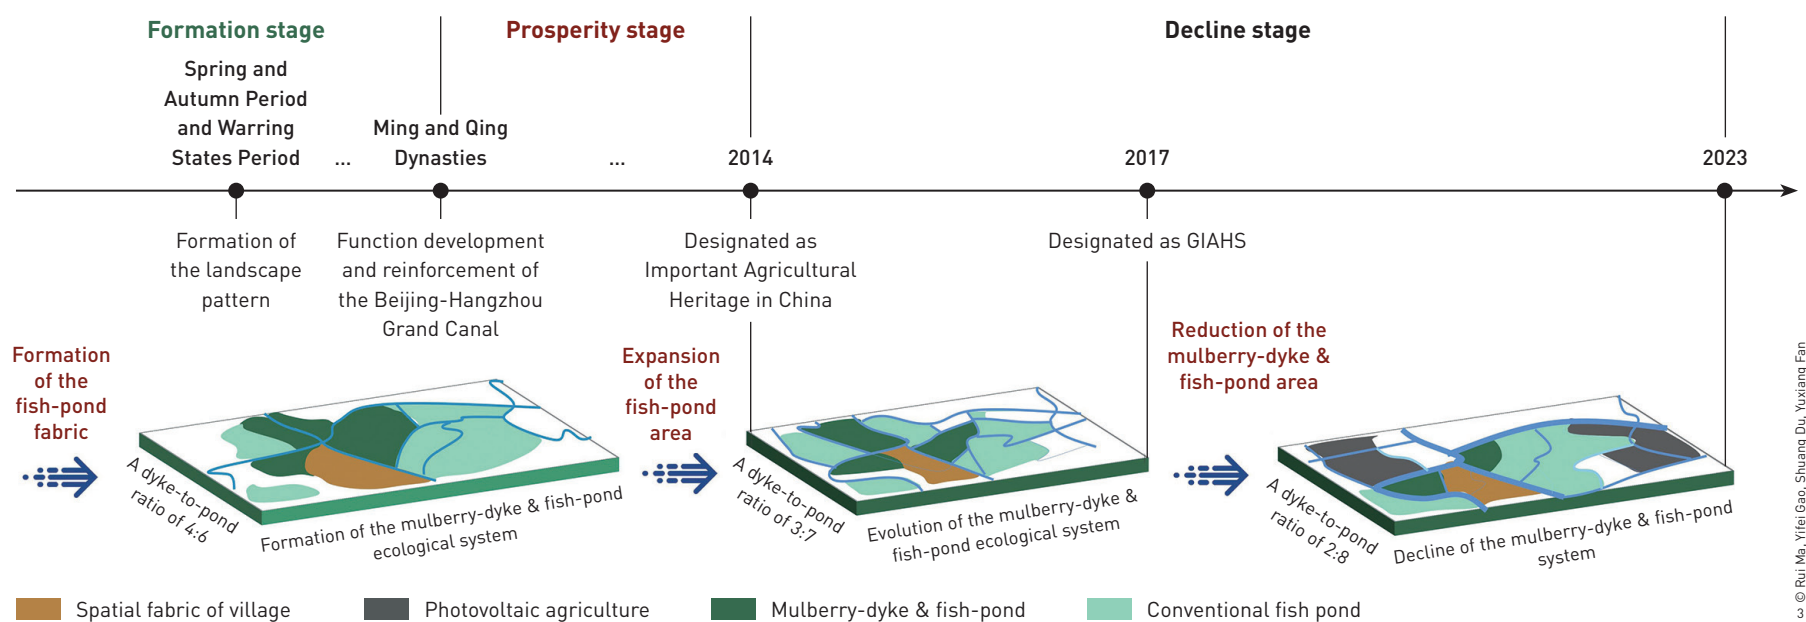 Formation stage
Prosperity stage
Decline stage
Spring and
Autumn Period
and Warring
States Period
...
Ming and Qing
Dynasties
...
2014
2017
2023
Formation of
the landscape
pattern
Function development
and reinforcement of
the Beijing-Hangzhou
Grand Canal
Designated as
Important Agricultural
Heritage in China
Designated as GIAHS
Formation
of the
fish-pond
fabric
Expansion
of the
fish-pond
area
Reduction of the
mulberry-dyke &
fish-pond area
A dyke-to-pond
ratio of 4:6
Formation of the mulberry-dyke & fish-pond
ecological system
A dyke-to-pond
ratio of 3:7
Evolution of the mulberry-dyke &
fish-pond ecological system
A dyke-to-pond
ratio of 2:8
Decline of the mulberry-dyke & fish-pond
system
Spatial fabric of village
Photovoltaic agriculture
Mulberry-dyke & fish-pond
Conventional fish pond
© Rui Ma, Yifei Gao, Shuang Du, Yuxiang Fan
3